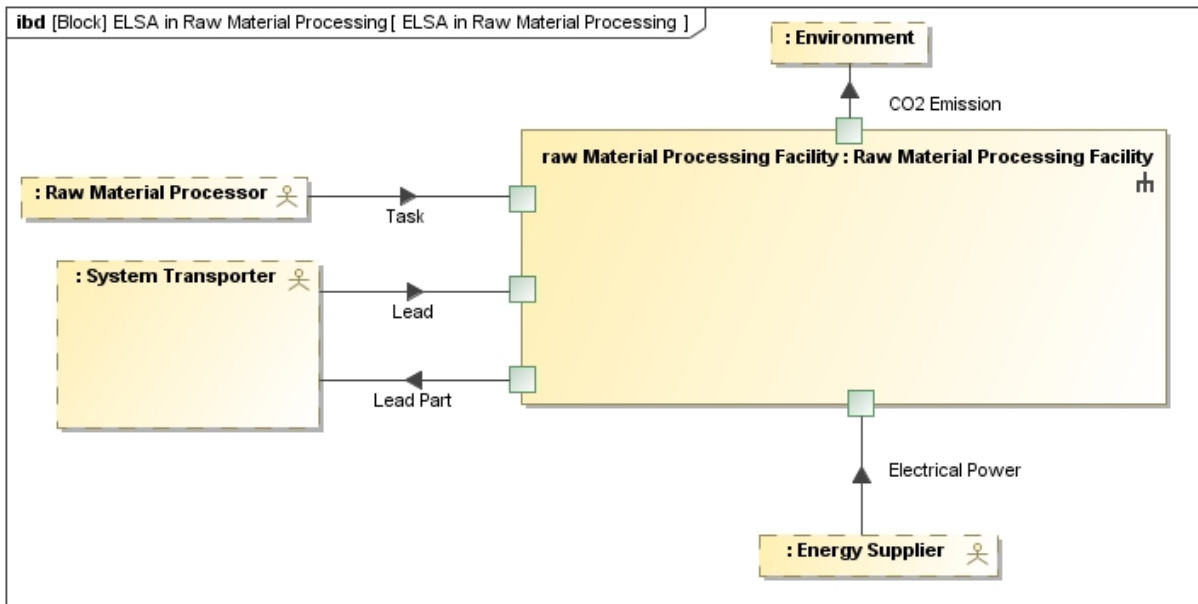 ibd [Block] ELSA in Raw Material Processing[ ELSA in Raw Material Processing ]
: Environment
CO2 Emission
raw Material Processing Facility : Raw Material Processing Facility
: Raw Material Processor
Task
: System Transporter
Lead
Lead Part
Electrical Power
: Energy Supplier